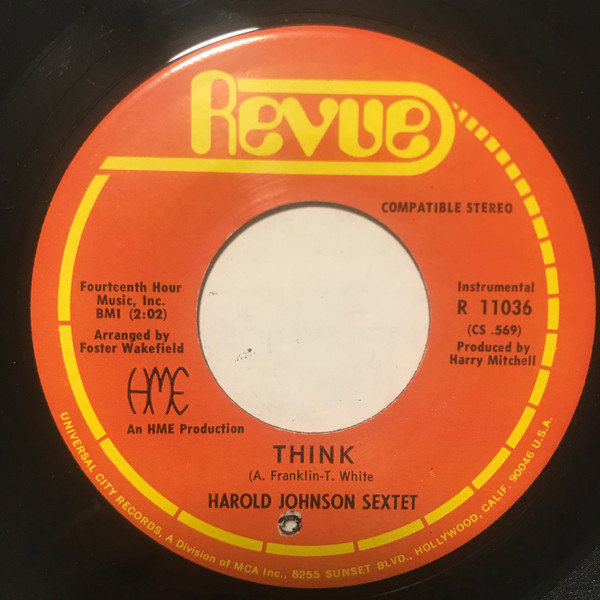 Revue
COMPATIBLE STEREO
Fourteenth Hour
Music, Inc.
BMI (2:02)
Arranged by
Foster Wakefield
HME
An HME Production
Instrumental
R 11036
(CS .569)
Produced by
Harry Mitchell
THINK
(A. Franklin-T. White
HAROLD JOHNSON SEXTET
UNIVERSAL CITY RECORDS, A Division of MCA Inc., 8255 SUNSET BLVD., HOLLYWOOD, CALIF. 90046 U.S.A.